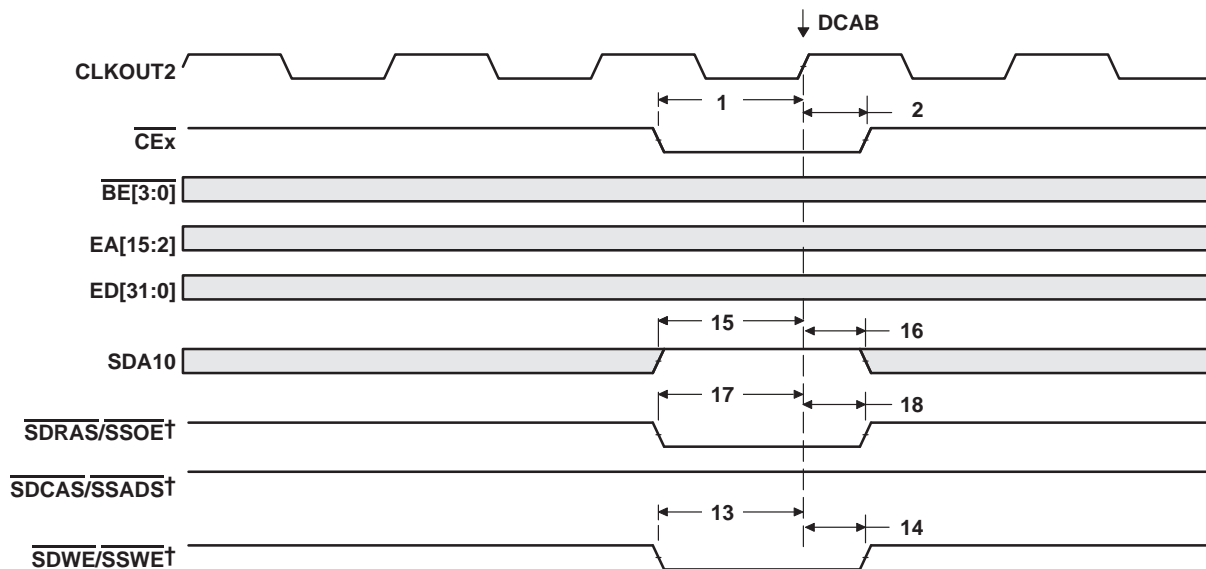 DCAB
CLKOUT2
1
2
CEx
BE[3:0]
EA[15:2]
ED[31:0]
15
16
SDA10
17
18
SDRAS/SSOE†
SDCAS/SSADS†
13
14
SDWE/SSWE†